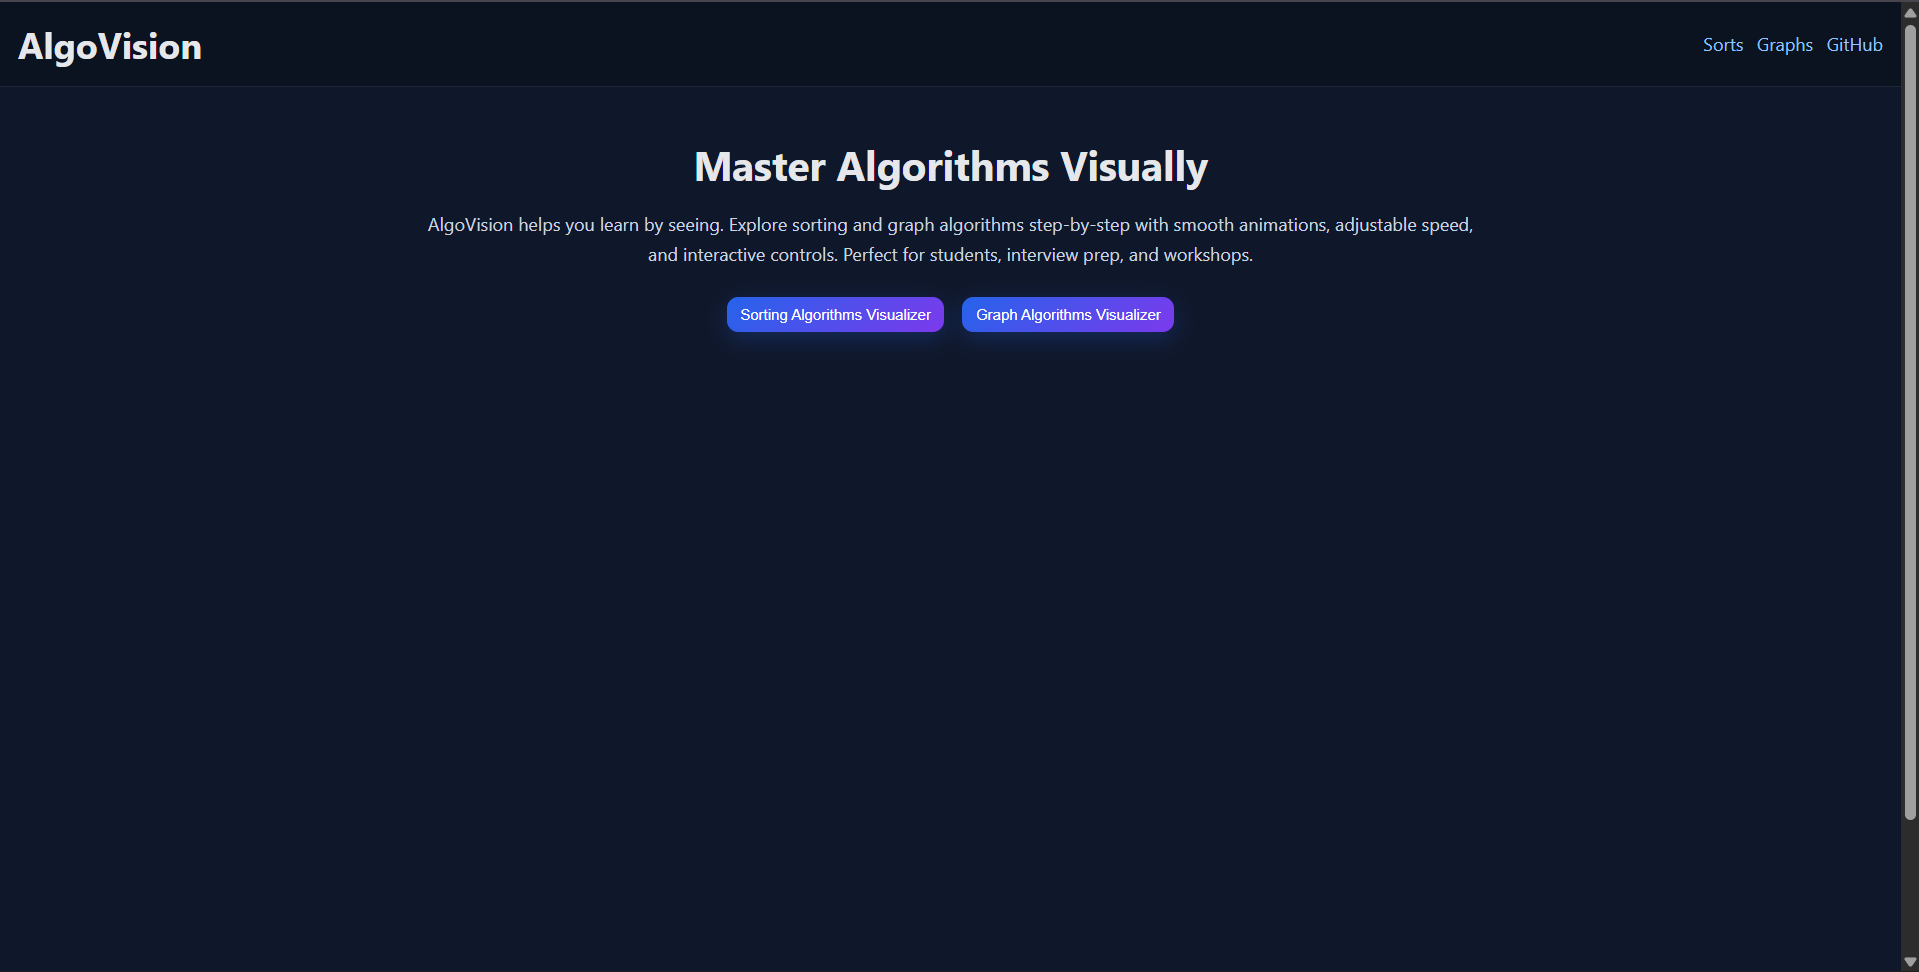 AlgoVision
Sorts Graphs GitHub
Master Algorithms Visually
AlgoVision helps you learn by seeing. Explore sorting and graph algorithms step-by-step with smooth animations, adjustable speed,
and interactive controls. Perfect for students, interview prep, and workshops.
Sorting Algorithms Visualizer
Graph Algorithms Visualizer